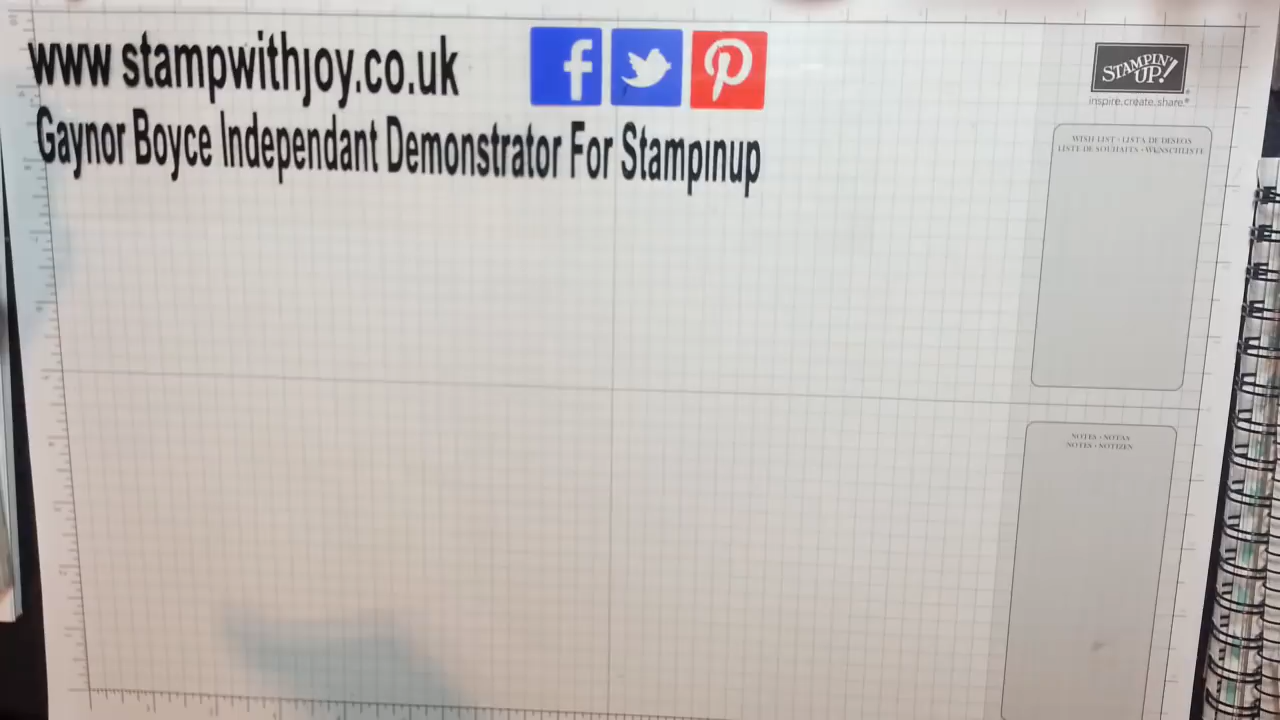 www stampwithjoy.co.uk
Gaynor Boyce Independant Demonstrator For Stampinup
STAMPIN' UP!
inspire.create.share
WISH LIST • LISTA DE DESEOS
LISTE DE SOUHAITS • WUNSCHLISTE
NOTES • NOTAS
NOTES • NOTIZEN